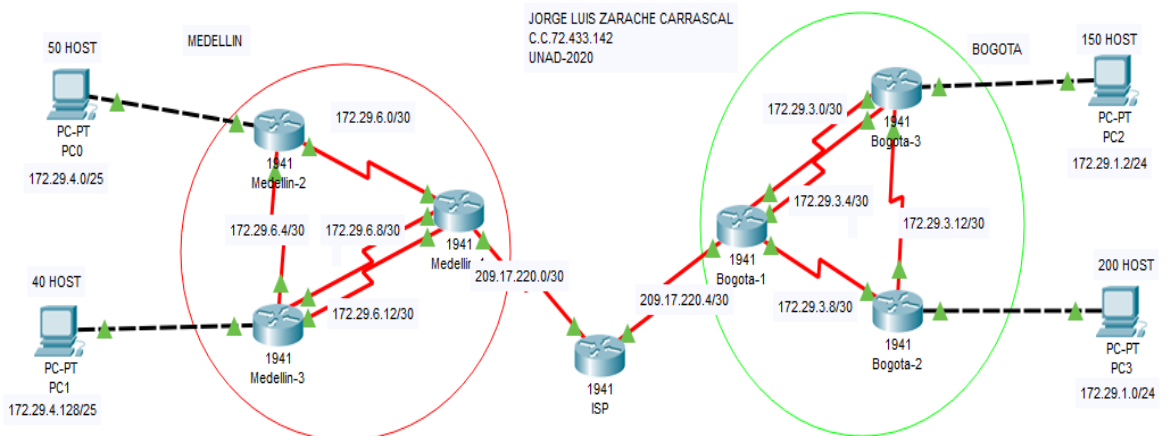 JORGE LUIS ZARACHE CARRASCAL
C.C.72.433.142
UNAD-2020
50 HOST
MEDELLIN
BOGOTA
150 HOST
PC-PT
PC0
172.29.4.0/25
1941
Medellin-2
172.29.6.0/30
172.29.6.4/30
172.29.6.8/30
172.29.6.12/30
1941
209.17.220.0/30
40 HOST
PC-PT
PC1
172.29.4.128/25
1941
Medellin-3
1941
ISP
209.17.220.4/30
1941
Bogota-1
172.29.3.0/30
172.29.3.4/30
172.29.3.8/30
172.29.3.12/30
1941
Bogota-3
PC-PT
PC2
172.29.1.2/24
1941
Bogota-2
200 HOST
PC-PT
PC3
172.29.1.0/24